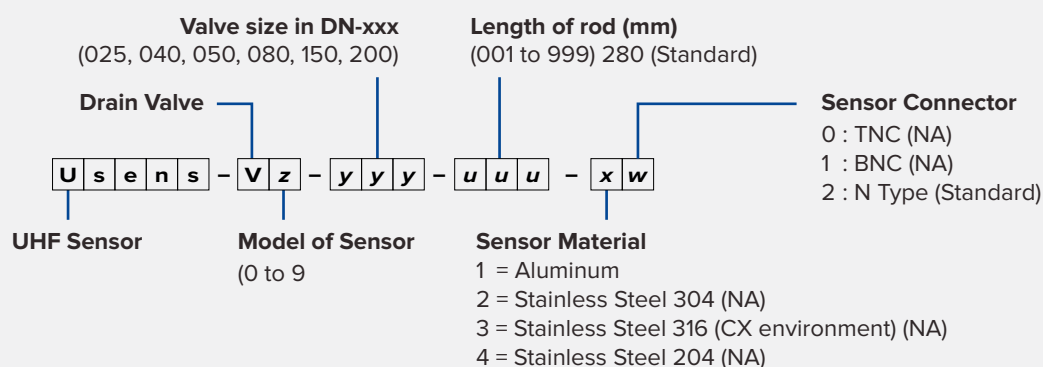 Valve size in DN-xxx
(025, 040, 050, 080, 150, 200)
Length of rod (mm)
(001 to 999) 280 (Standard)
Drain Valve
Sensor Connector
0 : TNC (NA)
1 : BNC (NA)
2 : N Type (Standard)
U s e n s – V z – y y y – u u u – x w
UHF Sensor
Model of Sensor
(0 to 9
Sensor Material
1 = Aluminum
2 = Stainless Steel 304 (NA)
3 = Stainless Steel 316 (CX environment) (NA)
4 = Stainless Steel 204 (NA)